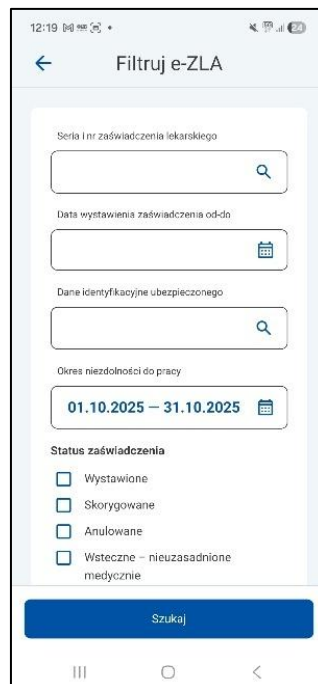 12:19
24
Filtruj e-ZLA
Seria i nr zaświadczenia lekarskiego
Data wystawienia zaświadczenia od-do
Dane identyfikacyjne ubezpieczonego
Okres niezdolności do pracy
01.10.2025 — 31.10.2025
Status zaświadczenia
Wystawione
Skorygowane
Anulowane
Wsteczne – nieuzasadnione
medycznie
Szukaj